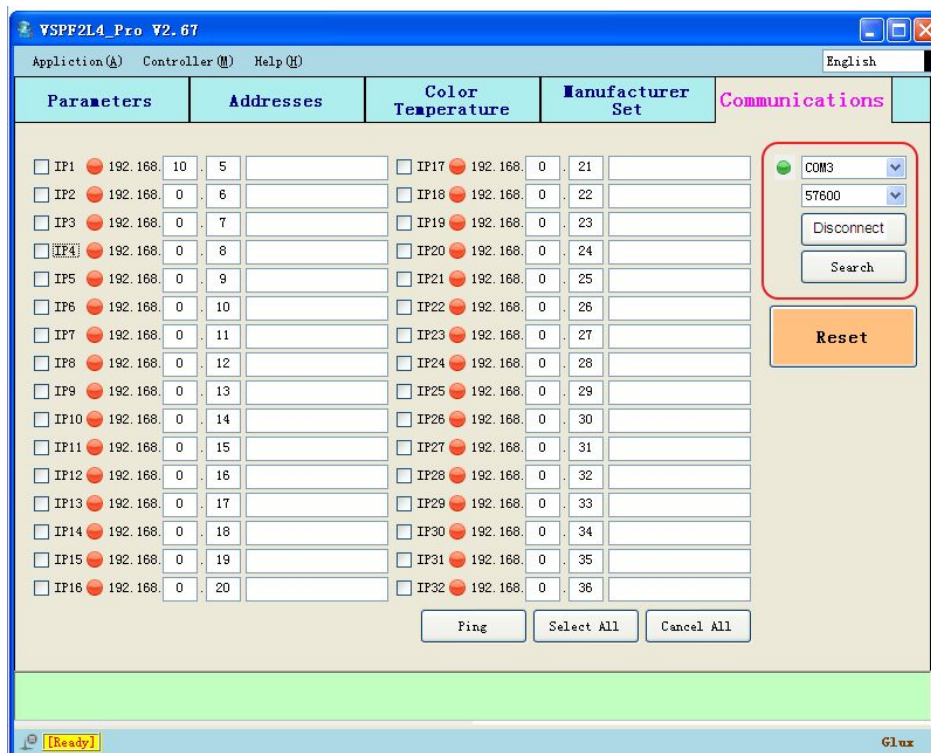 VSPF2L4_Pro V2.67
Appliction(A) Controller(M) Help(H) English
Parameters Addresses Color Temperature Manufacturer Set Communications
IP1 192.168. 10 . 5 IP17 192.168. 0 . 21 COM3
IP2 192.168. 0 . 6 IP18 192.168. 0 . 22 57600
IP3 192.168. 0 . 7 IP19 192.168. 0 . 23 Disconnect
IP4 192.168. 0 . 8 IP20 192.168. 0 . 24
IP5 192.168. 0 . 9 IP21 192.168. 0 . 25 Search
IP6 192.168. 0 . 10 IP22 192.168. 0 . 26
IP7 192.168. 0 . 11 IP23 192.168. 0 . 27 Reset
IP8 192.168. 0 . 12 IP24 192.168. 0 . 28
IP9 192.168. 0 . 13 IP25 192.168. 0 . 29
IP10 192.168. 0 . 14 IP26 192.168. 0 . 30
IP11 192.168. 0 . 15 IP27 192.168. 0 . 31
IP12 192.168. 0 . 16 IP28 192.168. 0 . 32
IP13 192.168. 0 . 17 IP29 192.168. 0 . 33
IP14 192.168. 0 . 18 IP30 192.168. 0 . 34
IP15 192.168. 0 . 19 IP31 192.168. 0 . 35
IP16 192.168. 0 . 20 IP32 192.168. 0 . 36
Ping Select All Cancel All
[Ready] Glux